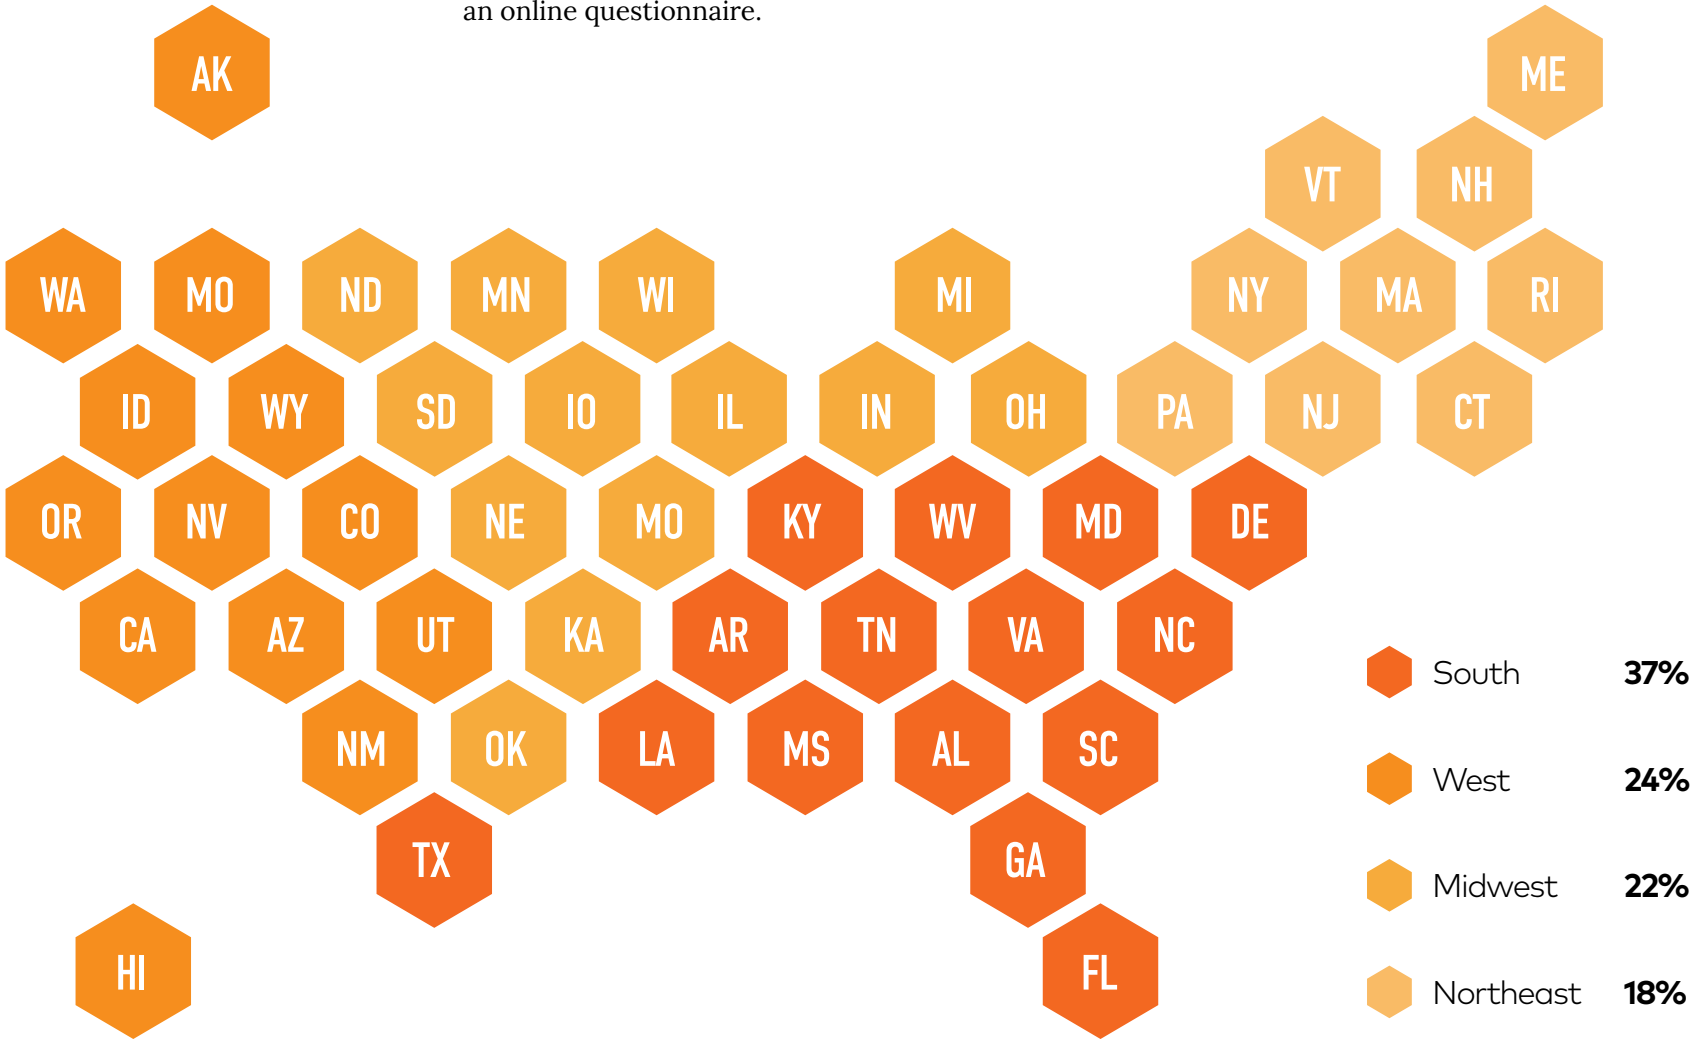 an online questionnaire.
AK
ME
VT NH
WA MO ND MN WI MI NY MA RI
ID WY SD IO IL IN OH PA NJ CT
OR NV CO NE MO KY WV MD DE
CA AZ UT KA AR TN VA NC
NM OK LA MS AL SC
TX GA
HI FL
South 37%
West 24%
Midwest 22%
Northeast 18%